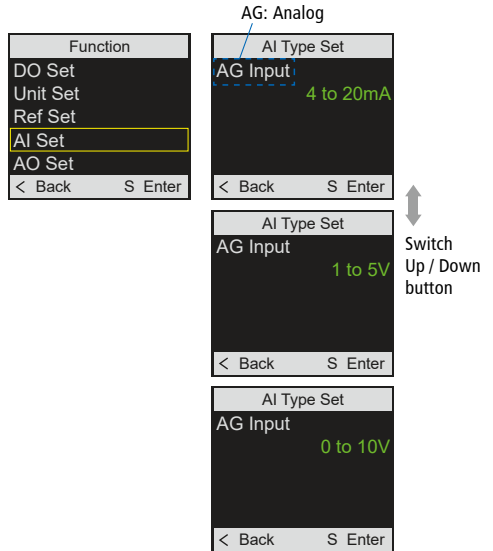 AG: Analog
Function
DO Set
Unit Set
Ref Set
AI Set
AO Set
< Back S Enter
AI Type Set
AG Input
4 to 20mA
< Back S Enter
Switch
Up / Down
button
AI Type Set
AG Input
1 to 5V
< Back S Enter
AI Type Set
AG Input
0 to 10V
< Back S Enter